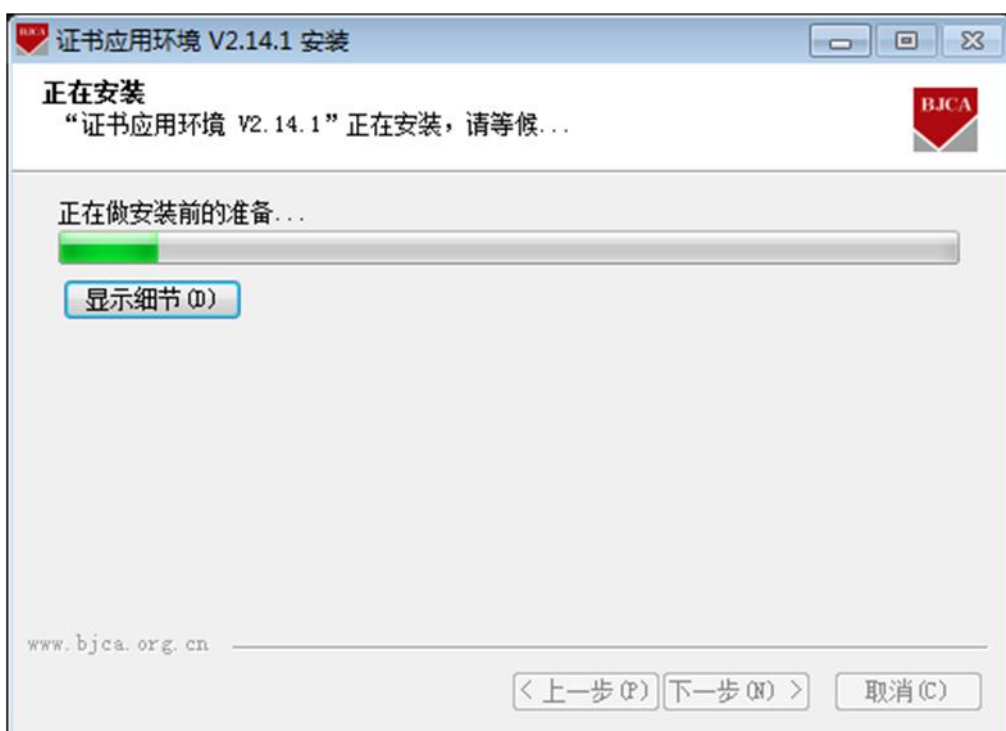 BJCA 证书应用环境 V2.14.1 安装
正在安装
“证书应用环境 V2.14.1”正在安装，请等候...
BJCA
正在做安装前的准备...
显示细节(D)
www.bjca.org.cn
< 上一步(P) 下一步(N) > 取消(C)